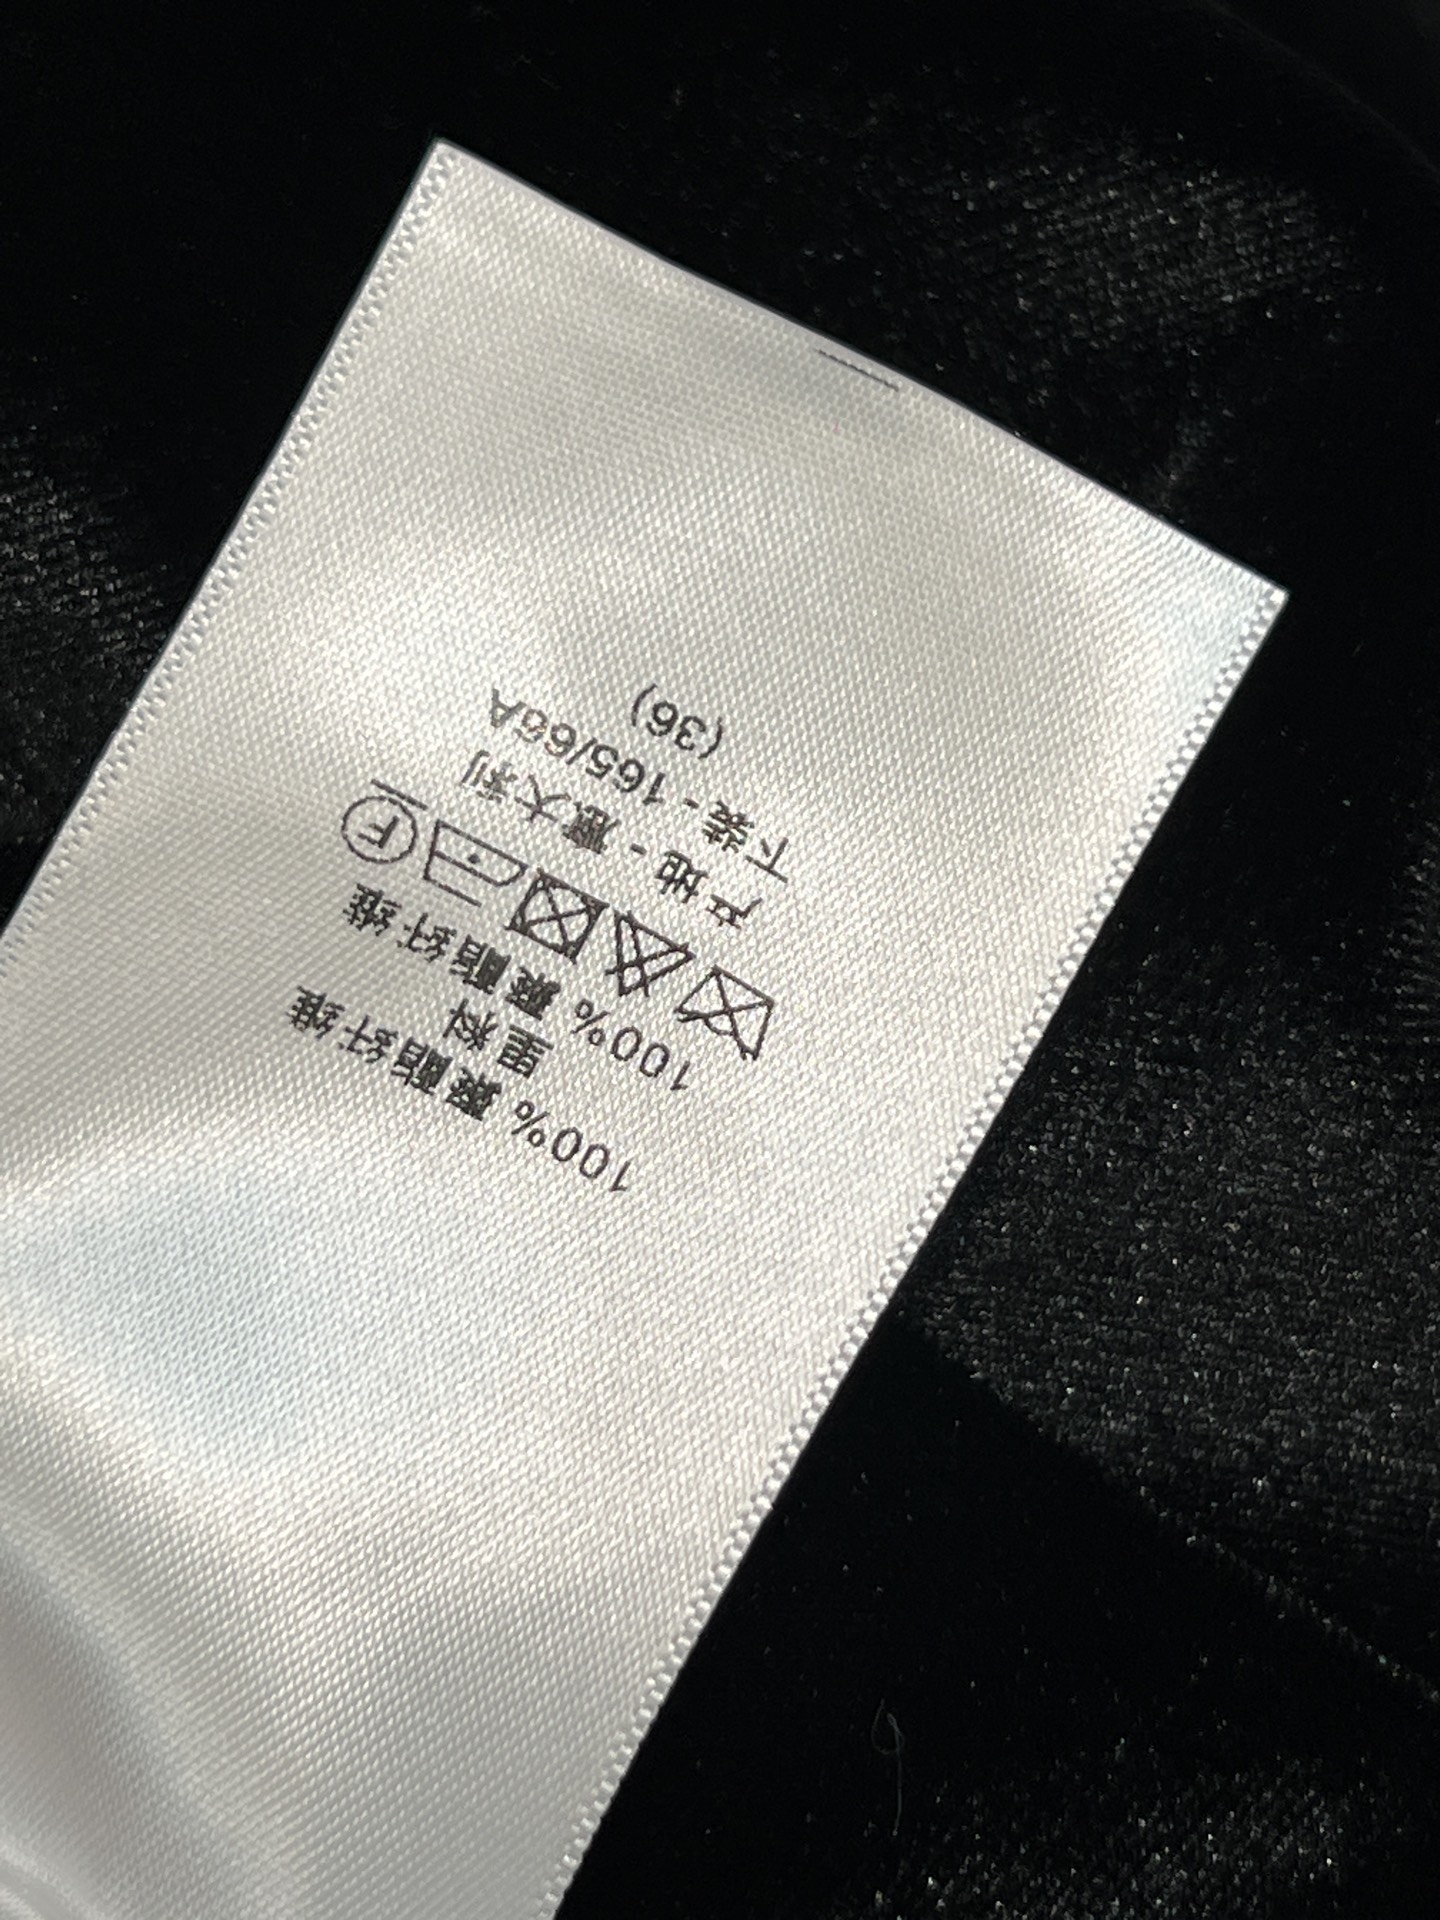 100% 聚酯纤维
里料
100% 聚酯纤维
F
产地 - 意大利
下装 - 165/66A
(36)